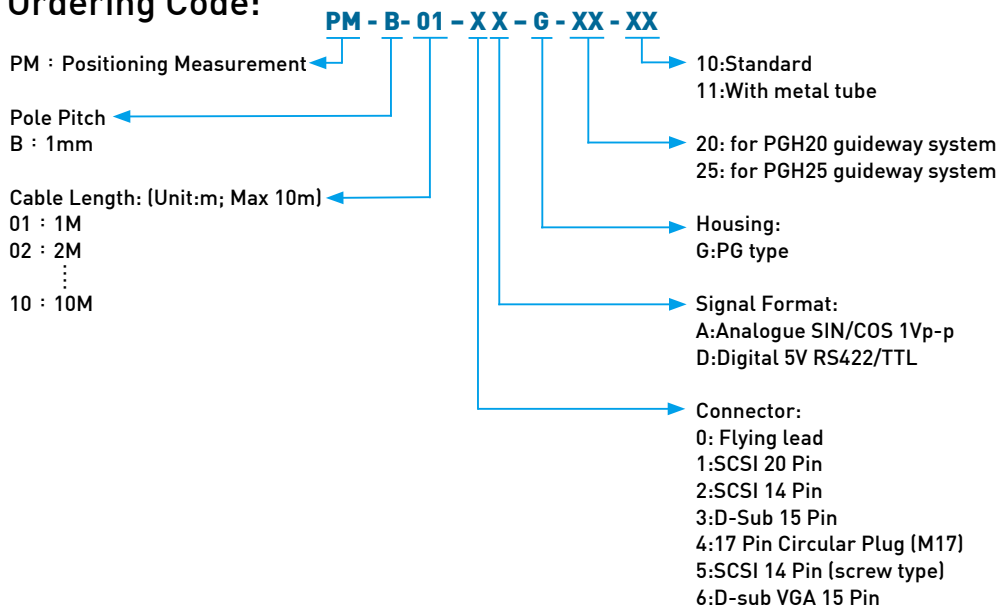 Ordering Code:
PM - B- 01 – X X – G - XX - XX
PM：Positioning Measurement
Pole Pitch
B：1mm
Cable Length: (Unit:m; Max 10m)
01：1M
02：2M
⋮
10：10M
10:Standard
11:With metal tube
20: for PGH20 guideway system
25: for PGH25 guideway system
Housing:
G:PG type
Signal Format:
A:Analogue SIN/COS 1Vp-p
D:Digital 5V RS422/TTL
Connector:
0: Flying lead
1:SCSI 20 Pin
2:SCSI 14 Pin
3:D-Sub 15 Pin
4:17 Pin Circular Plug (M17)
5:SCSI 14 Pin (screw type)
6:D-sub VGA 15 Pin